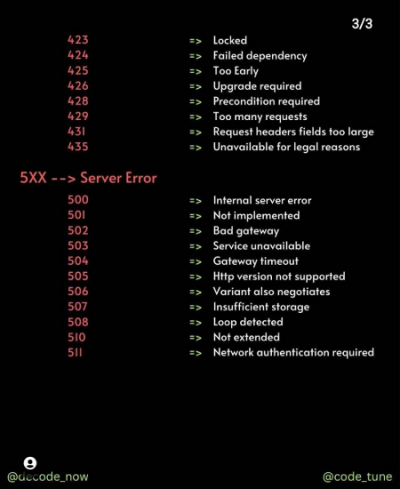 3/3
423 => Locked
424 => Failed dependency
425 => Too Early
426 => Upgrade required
428 => Precondition required
429 => Too many requests
431 => Request headers fields too large
435 => Unavailable for legal reasons
5XX --> Server Error
500 => Internal server error
501 => Not implemented
502 => Bad gateway
503 => Service unavailable
504 => Gateway timeout
505 => Http version not supported
506 => Variant also negotiates
507 => Insufficient storage
508 => Loop detected
510 => Not extended
511 => Network authentication required
@decode_now @code_tune